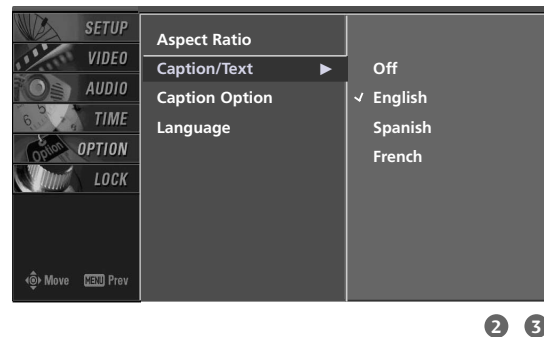 SETUP
VIDEO
AUDIO
TIME
OPTION
LOCK
Move MENU Prev
Aspect Ratio
Caption/Text ▶
Caption Option
Language
Off
✓ English
Spanish
French
2 3